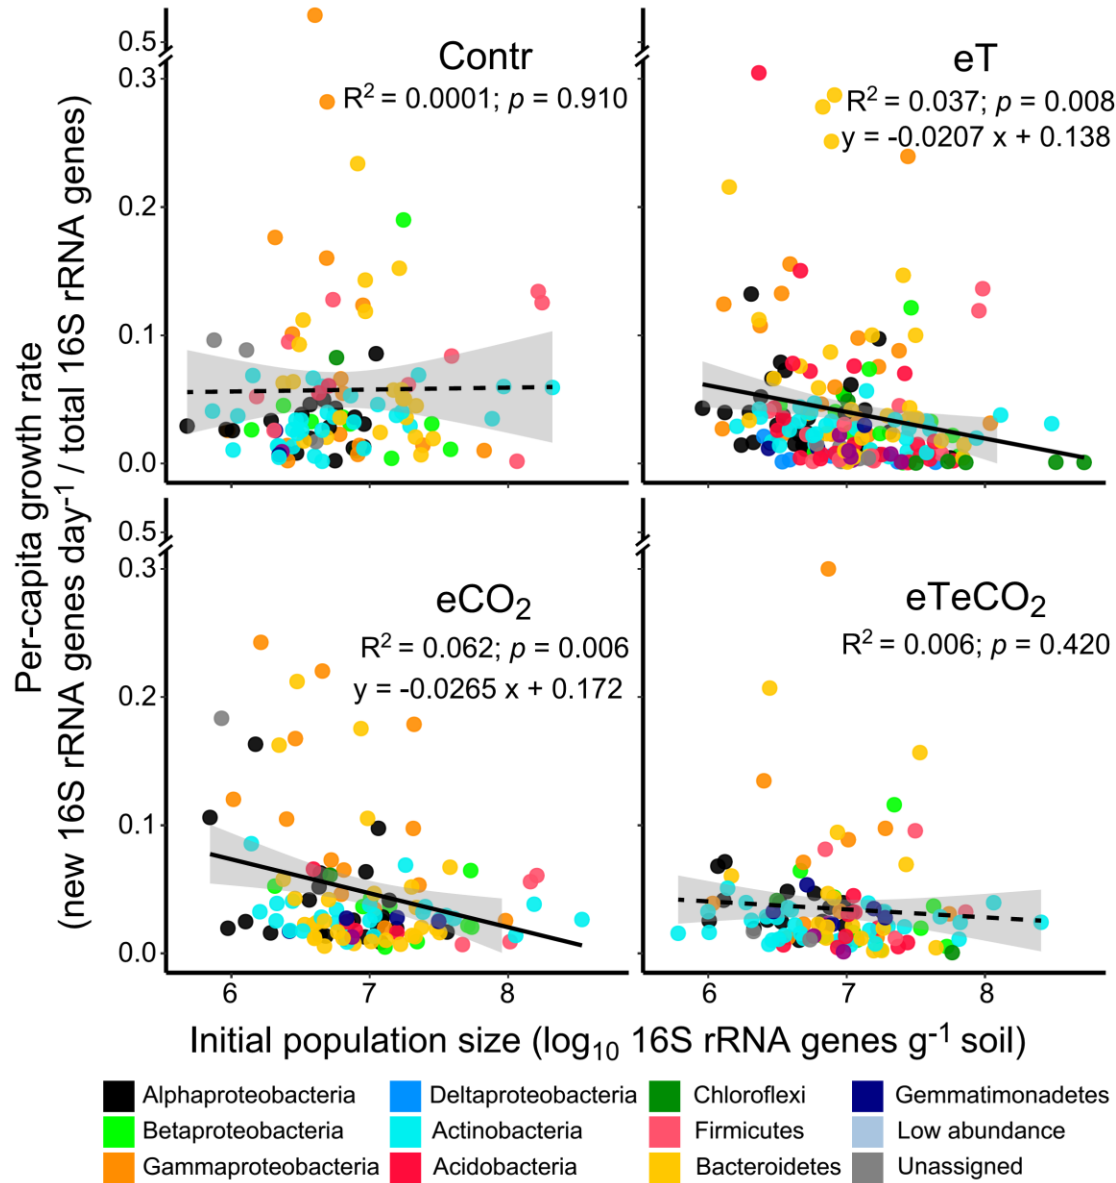 Per-capita growth rate
(new 16S rRNA genes day⁻¹ / total 16S rRNA genes)
0.5
0.3
0.2
0.1
0.0
Contr
R² = 0.0001; p = 0.910
eT
R² = 0.037; p = 0.008
y = -0.0207 x + 0.138
0.5
0.3
0.2
0.1
0.0
eCO₂
R² = 0.062; p = 0.006
y = -0.0265 x + 0.172
eTeCO₂
R² = 0.006; p = 0.420
6 7 8
6 7 8
Initial population size (log₁₀ 16S rRNA genes g⁻¹ soil)
Alphaproteobacteria Deltaproteobacteria Chloroflexi Gemmatimonadetes
Betaproteobacteria Actinobacteria Firmicutes Low abundance
Gammaproteobacteria Acidobacteria Bacteroidetes Unassigned